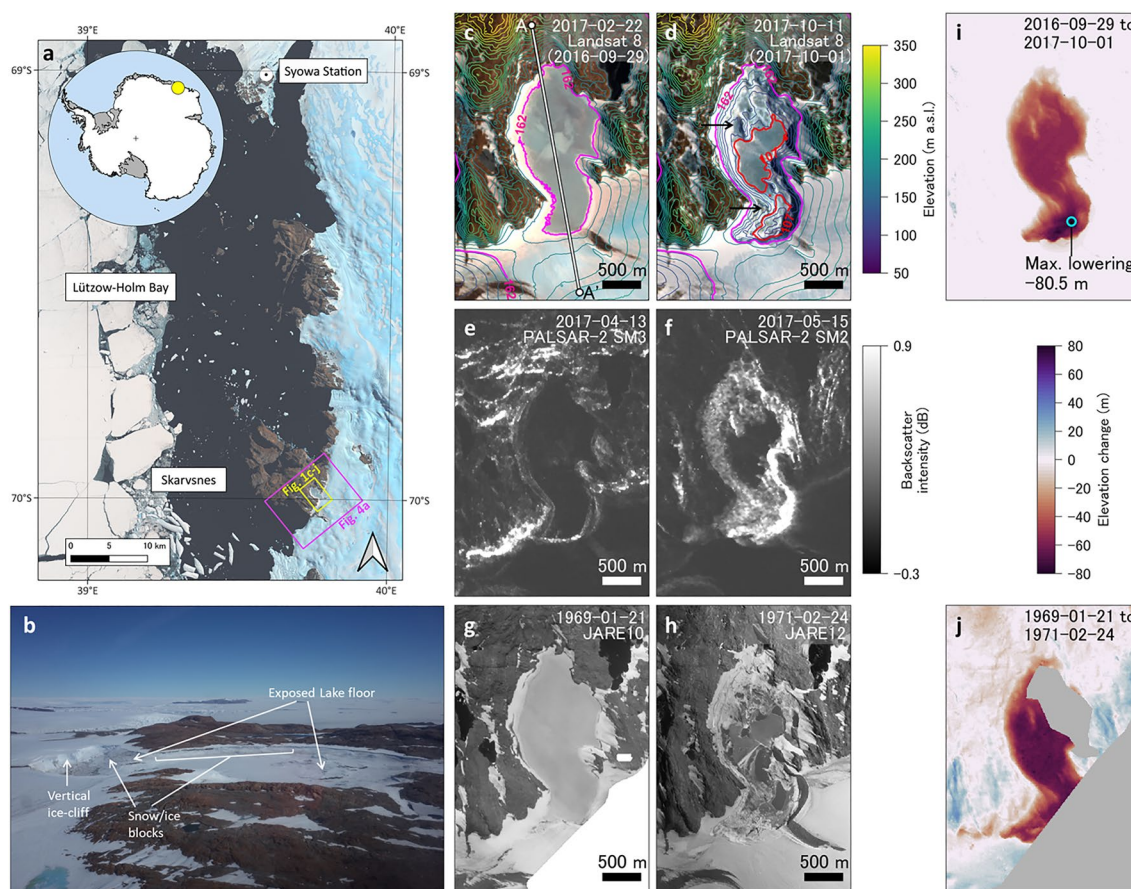 a
39°E
40°E
69°S
69°S
Syowa Station
Lützow-Holm Bay
Skarvsnes
Fig. 1c-j
Fig. 4a
70°S
70°S
0 5 10 km
39°E
40°E
b
Exposed Lake floor
Vertical
ice-cliff
Snow/ice
blocks
c
2017-02-22
Landsat 8
(2016-09-29)
A
162
A'
500 m
d
2017-10-11
Landsat 8
(2017-10-01)
162
500 m
350
300
250
200
150
100
50
Elevation (m a.s.l.)
e
2017-04-13
PALSAR-2 SM3
500 m
f
2017-05-15
PALSAR-2 SM2
500 m
0.9
-0.3
Backscatter
intensity (dB)
g
1969-01-21
JARE10
500 m
h
1971-02-24
JARE12
500 m
i
2016-09-29 to
2017-10-01
Max. lowering
-80.5 m
80
60
40
20
0
-20
-40
-60
-80
Elevation change (m)
j
1969-01-21 to
1971-02-24